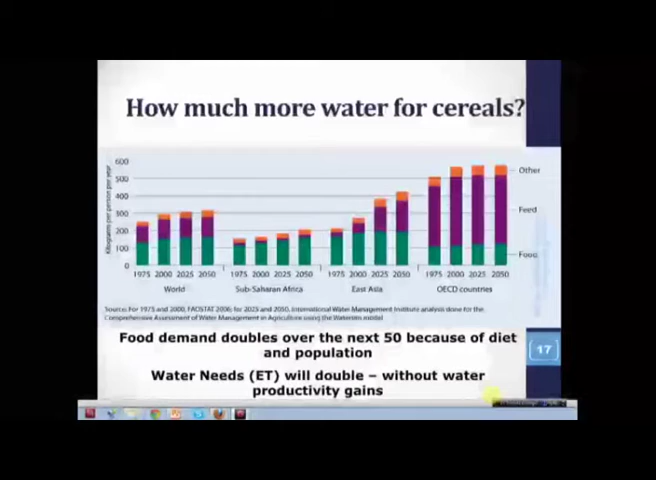 How much more water for cereals?
Kilograms per person per year
600
500
400
300
200
100
0
Other
Feed
Food
1975 2000 2025 2050 1975 2000 2025 2050 1975 2000 2025 2050 1975 2000 2025 2050
World Sub-Saharan Africa East Asia OECD countries
Source: For 1975 and 2000, FAOSTAT 2006; for 2025 and 2050, International Water Management Institute analysis done for the
Comprehensive Assessment of Water Management in Agriculture using the Watersim model
Food demand doubles over the next 50 because of diet
and population
17
Water Needs (ET) will double – without water
productivity gains